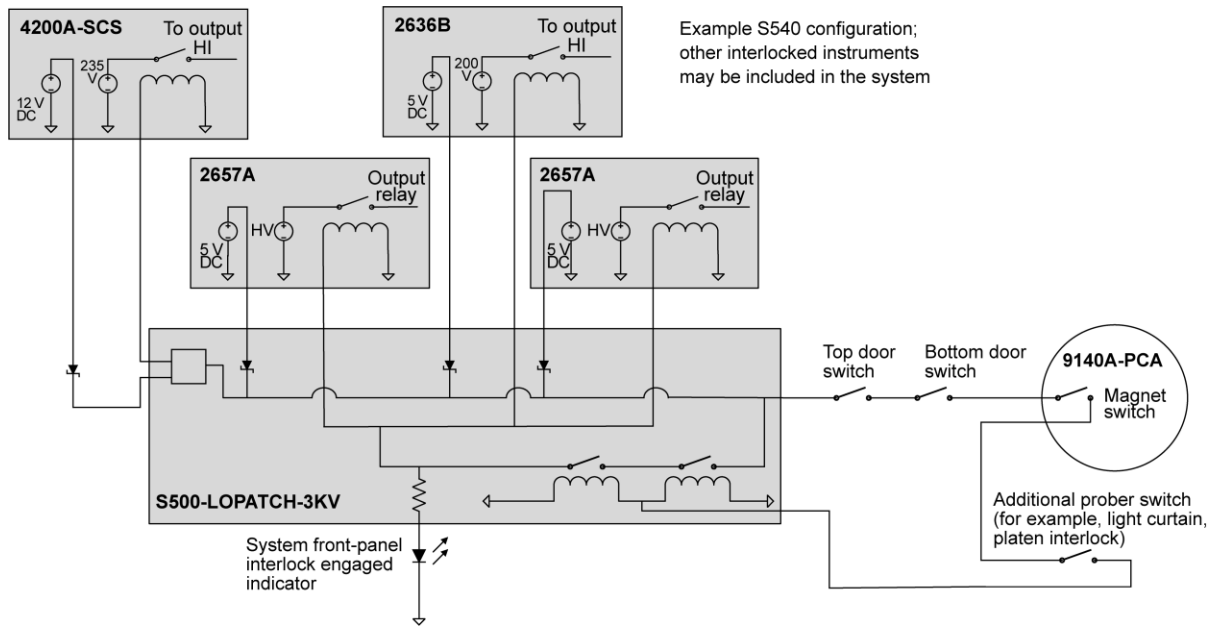 4200A-SCS
To output
HI
235
V
12 V
DC
2636B
To output
HI
200
V
5 V
DC
Example S540 configuration;
other interlocked instruments
may be included in the system
2657A
Output
relay
HV
5 V
DC
2657A
Output
relay
HV
5 V
DC
Top door
switch
Bottom door
switch
9140A-PCA
Magnet
switch
S500-LOPATCH-3KV
Additional prober switch
(for example, light curtain,
platen interlock)
System front-panel
interlock engaged
indicator